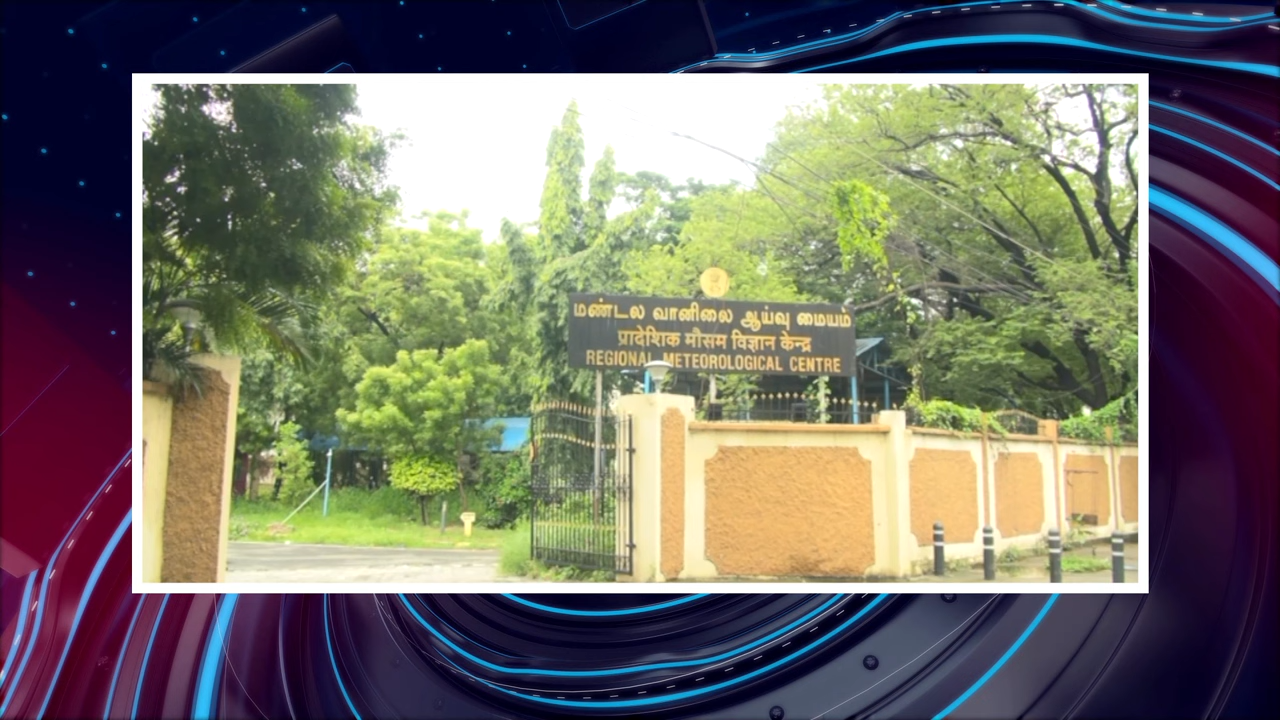 மண்டல வானிலை ஆய்வு மையம்
प्रादेशिक मौसम विज्ञान केन्द्र
REGIONAL METEOROLOGICAL CENTRE